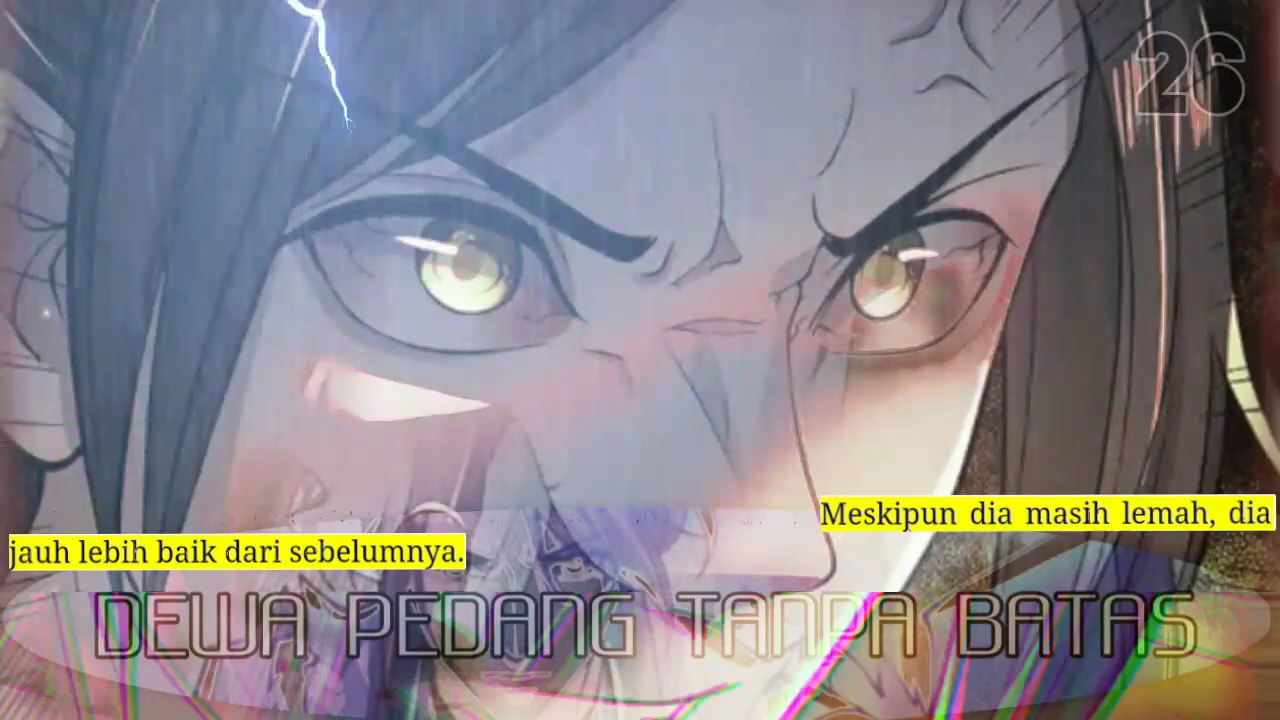 26
Meskipun dia masih lemah, dia
jauh lebih baik dari sebelumnya.
DEWA PEDANG TANPA BATAS